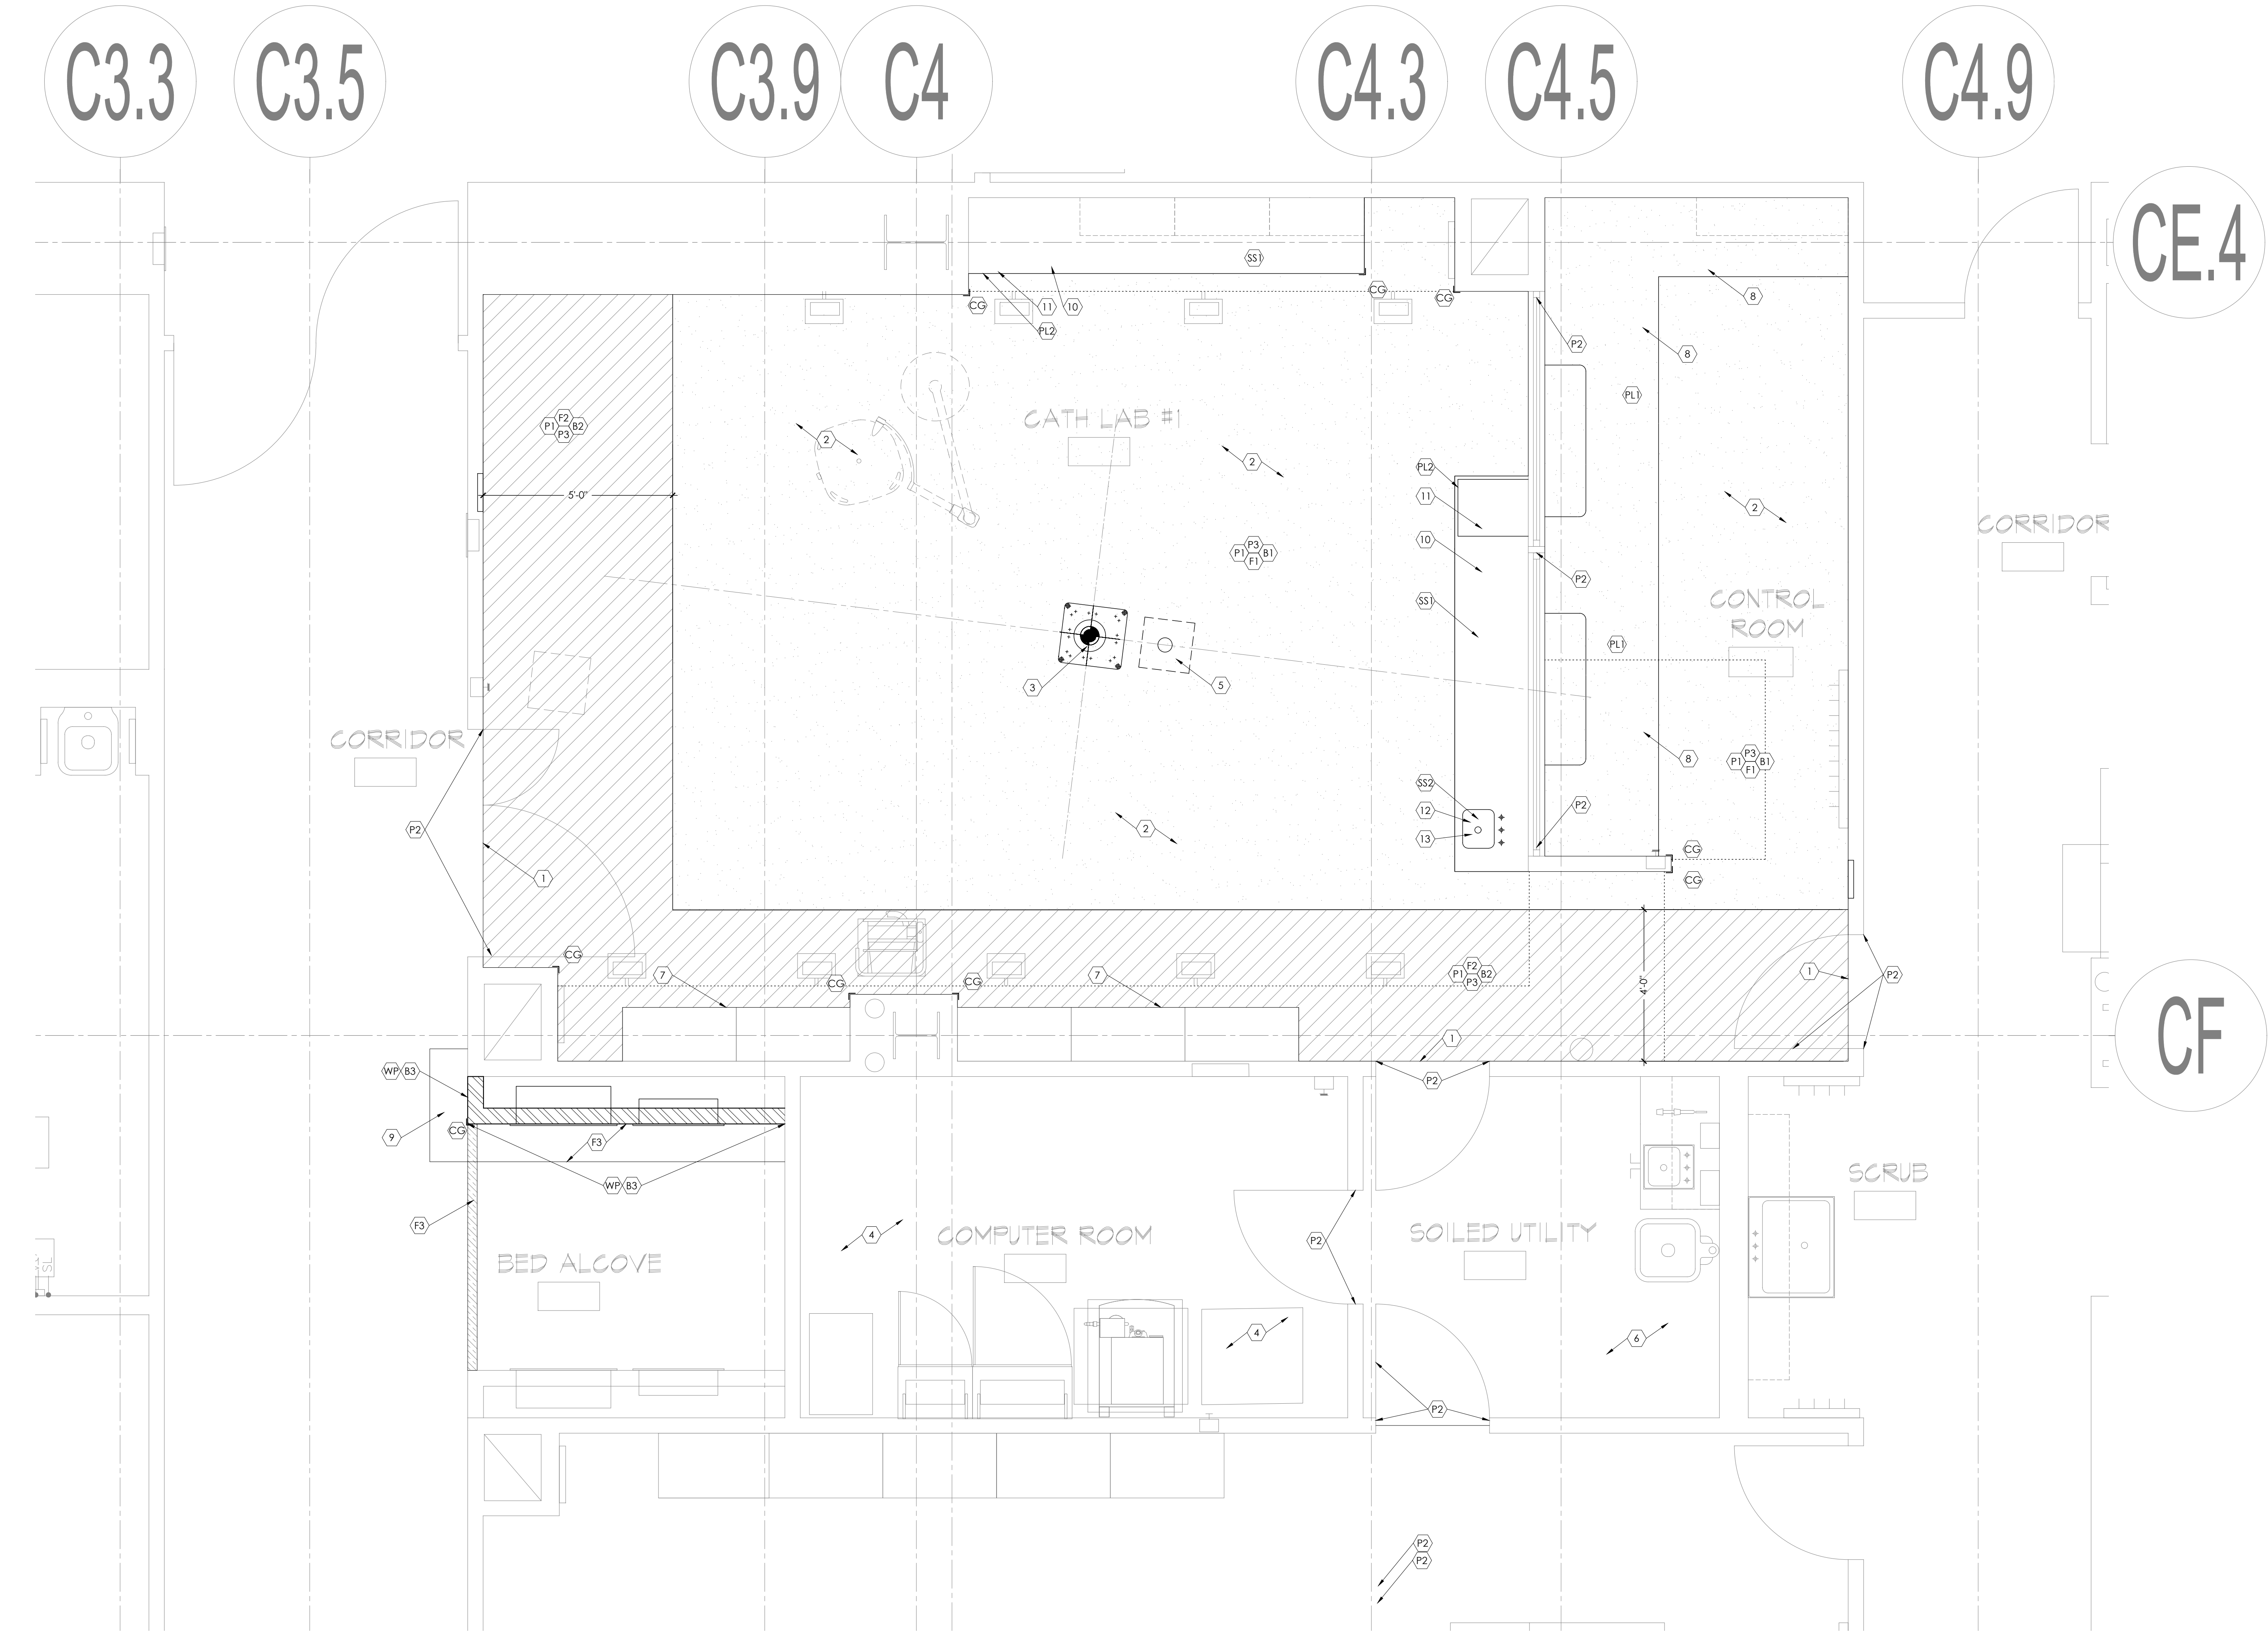 C3.3
C3.5
C3.9
C4
C4.3
C4.5
C4.9
CE.4
SS1
8
CG
CG
CG
11
10
PL2
P2
8
PL1
F2
P1
B2
P3
2
CATH LAB #1
2
PL2
11
5'-0"
2
CORRIDOR
10
P3
P1
B1
F1
P2
SS1
CONTROL
ROOM
PL1
3
5
CORRIDOR
8
P3
P1
B1
F1
SS2
12
13
P2
P2
2
CG
1
CG
CG
7
CG
CG
7
F2
P1
B2
P3
4'-0"
1
P2
1
CF
WP
B3
P2
9
CG
F3
WP
B3
F3
BED ALCOVE
4
COMPUTER ROOM
P2
SOILED UTILITY
SCRUB
SL
4
6
P2
P2
P2